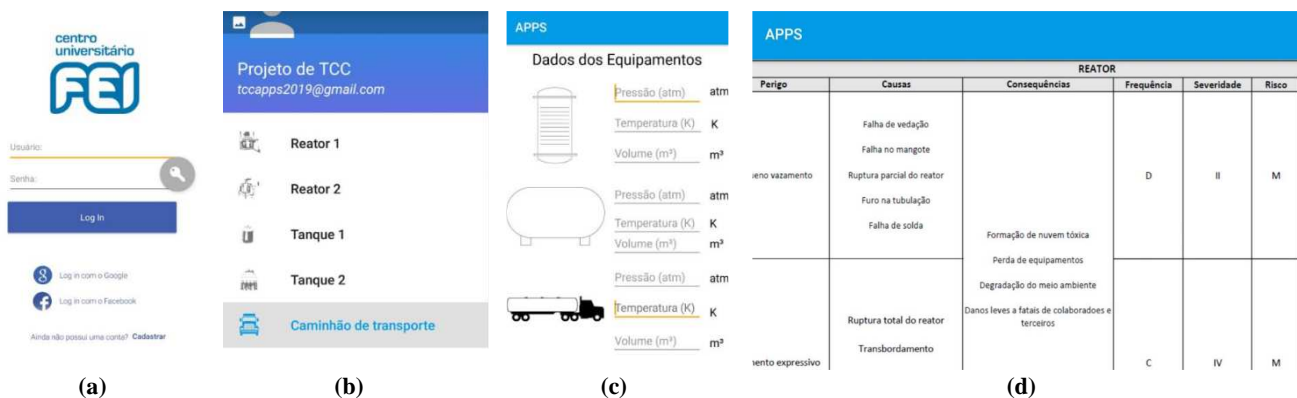 centro
universitário
FEI
Usuário:
Senha:
Log In
Log in com o Google
Log in com o Facebook
Ainda não possui uma conta? Cadastrar
(a)
Projeto de TCC
tccapps2019@gmail.com
Reator 1
Reator 2
Tanque 1
Tanque 2
Caminhão de transporte
(b)
APPS
Dados dos Equipamentos
Pressão (atm) atm
Temperatura (K) K
Volume (m³) m³
Pressão (atm) atm
Temperatura (K) K
Volume (m³) m³
Pressão (atm) atm
Temperatura (K) K
Volume (m³) m³
(c)
APPS
REATOR
Perigo Causas Consequências Frequência Severidade Risco
Falha de vedação
Falha no mangote
vazamento Ruptura parcial do reator D II M
Furo na tubulação
Falha de solda
Formação de nuvem tóxica
Perda de equipamentos
Degradação do meio ambiente
Danos leves a fatais de colaboradoes e
terceiros
Ruptura total do reator
Transbordamento
expressivo C IV M
(d)